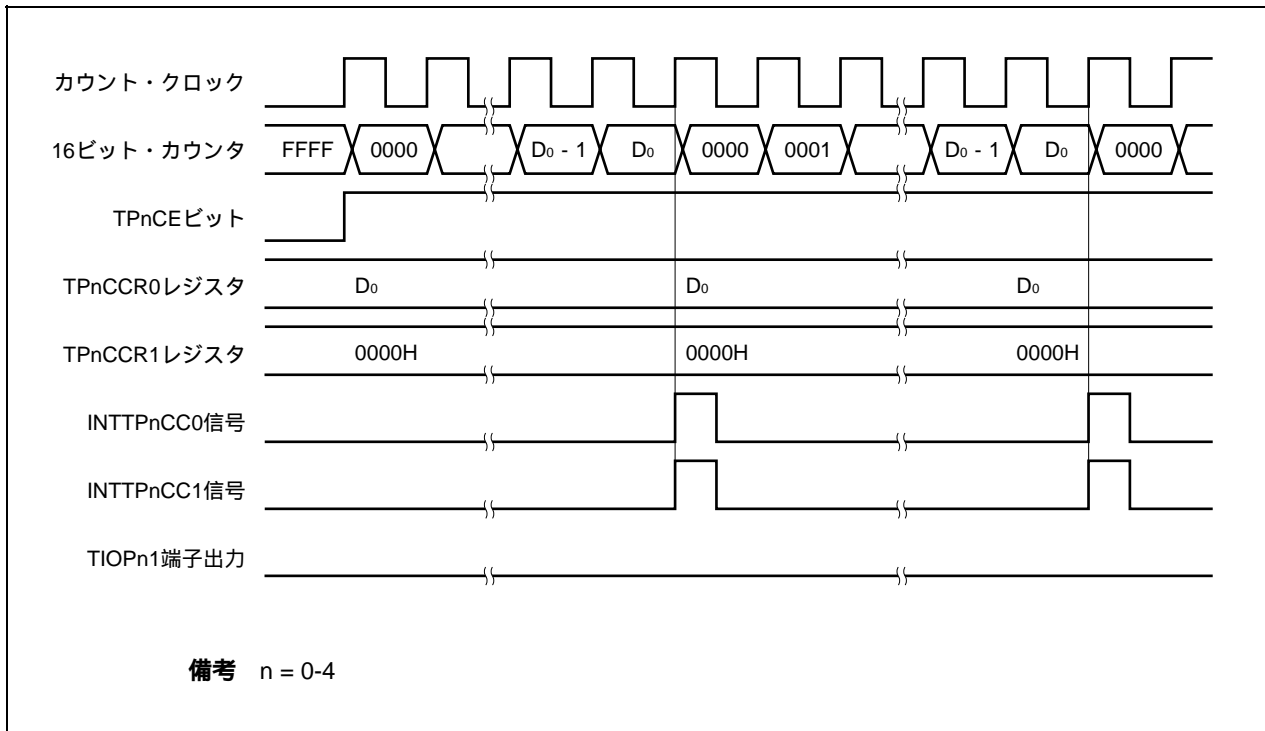 カウント・クロック
16ビット・カウンタ FFFF 0000 D₀ - 1 D₀ 0000 0001 D₀ - 1 D₀ 0000
TPnCEビット
TPnCCR0レジスタ D₀ D₀ D₀
TPnCCR1レジスタ 0000H 0000H 0000H
INTTPnCC0信号
INTTPnCC1信号
TIOPn1端子出力
備考 n = 0-4